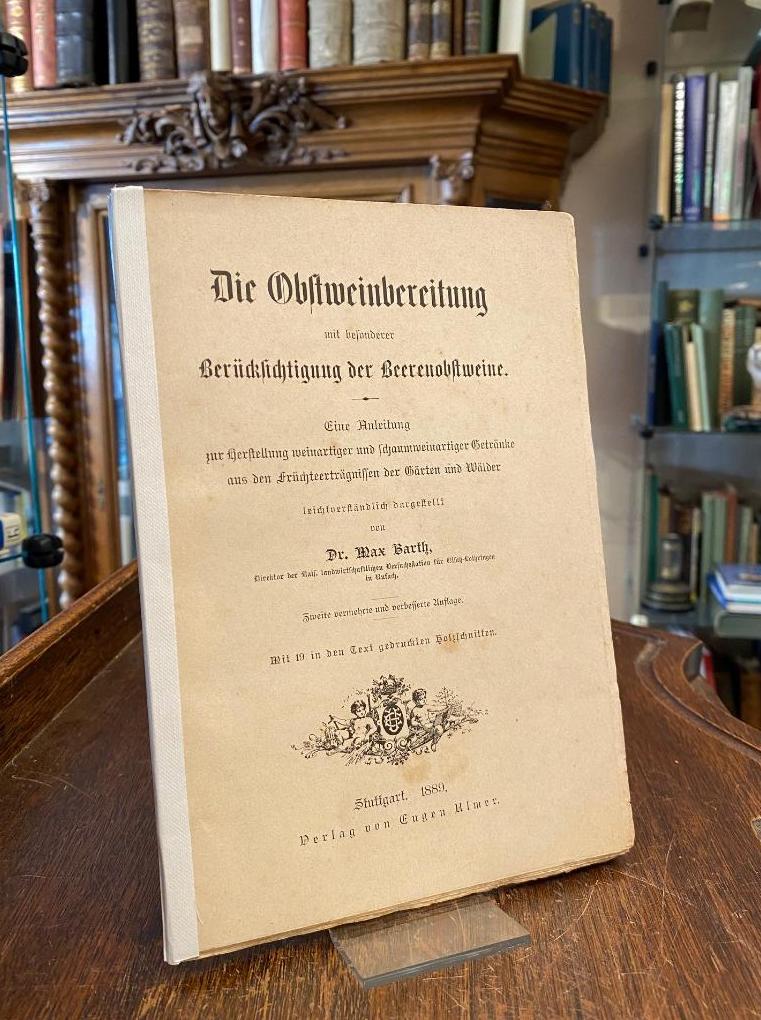 Die Obstweinbereitung
mit besonderer
Berücksichtigung der Beerenobstweine.
Eine Anleitung
zur Herstellung weinartiger und schaumweinartiger Getränke
aus den Früchteerträgnissen der Gärten und Wälder
leichtverständlich dargestellt
von
Dr. Max Barth,
Direktor der Kais. landwirtschaftlichen Versuchsstation für Elsaß-Lothringen
in Rufach.
Zweite vermehrte und verbesserte Auflage.
Mit 19 in den Text gedruckten Holzschnitten.
Stuttgart. 1889.
Verlag von Eugen Ulmer.